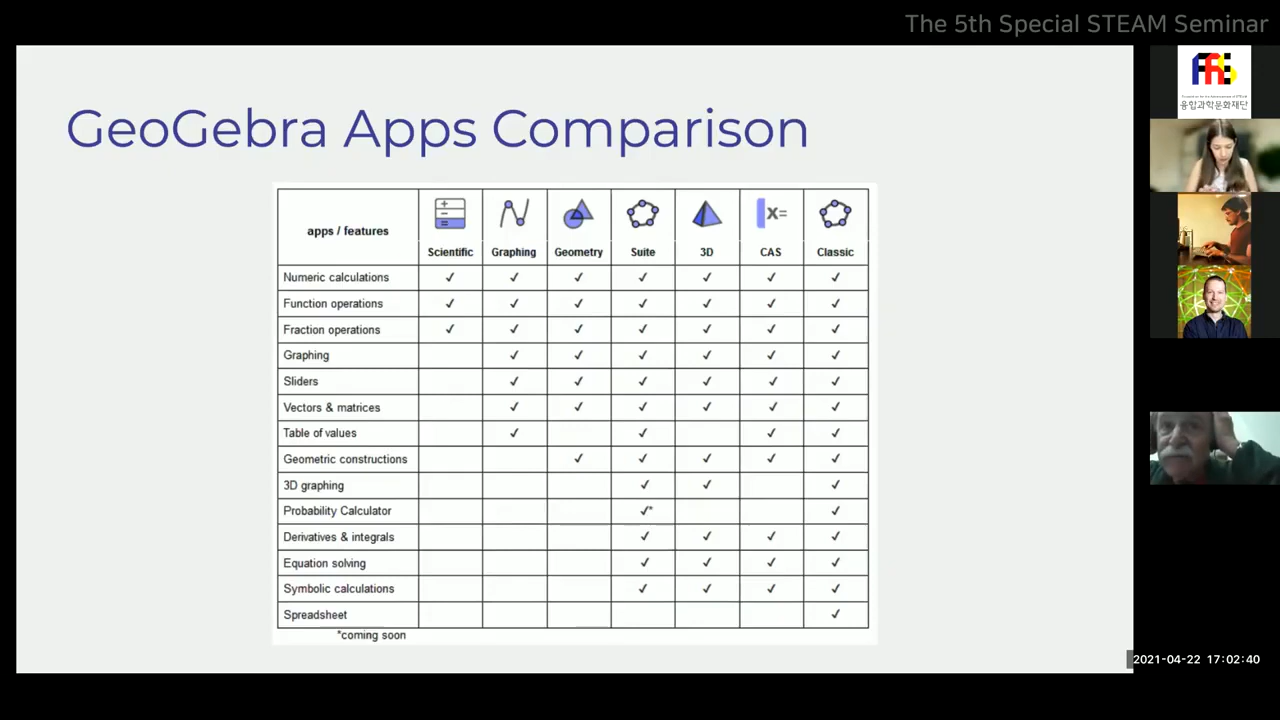 The 5th Special STEAM Seminar
GeoGebra Apps Comparison
apps / features
Scientific Graphing Geometry Suite 3D CAS Classic
+
−
=
X=
Numeric calculations ✓ ✓ ✓ ✓ ✓ ✓ ✓
Function operations ✓ ✓ ✓ ✓ ✓ ✓ ✓
Fraction operations ✓ ✓ ✓ ✓ ✓ ✓ ✓
Graphing ✓ ✓ ✓ ✓ ✓ ✓
Sliders ✓ ✓ ✓ ✓ ✓ ✓
Vectors & matrices ✓ ✓ ✓ ✓ ✓ ✓
Table of values ✓ ✓ ✓ ✓
Geometric constructions ✓ ✓ ✓ ✓ ✓
3D graphing ✓ ✓ ✓
Probability Calculator ✓* ✓
Derivatives & integrals ✓ ✓ ✓ ✓
Equation solving ✓ ✓ ✓ ✓
Symbolic calculations ✓ ✓ ✓ ✓
Spreadsheet ✓
*coming soon
융합과학문화재단
2021-04-22 17:02:40